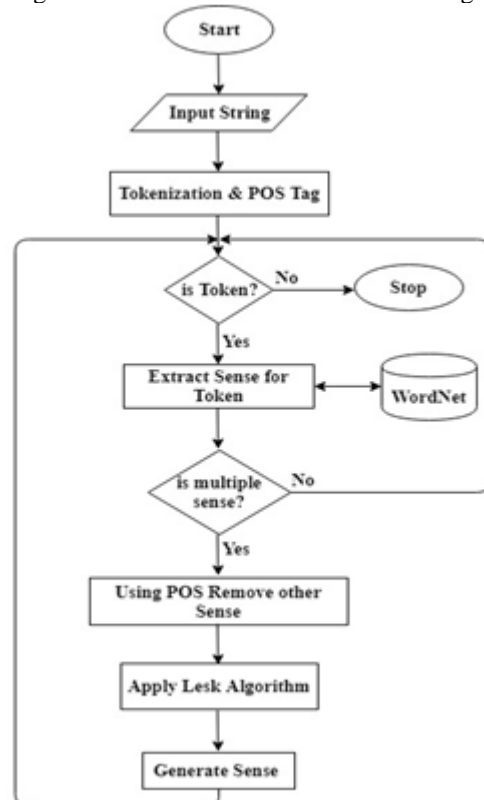 Start
Input String
Tokenization & POS Tag
is Token?
No
Stop
Yes
Extract Sense for
Token
WordNet
is multiple
sense?
No
Yes
Using POS Remove other
Sense
Apply Lesk Algorithm
Generate Sense